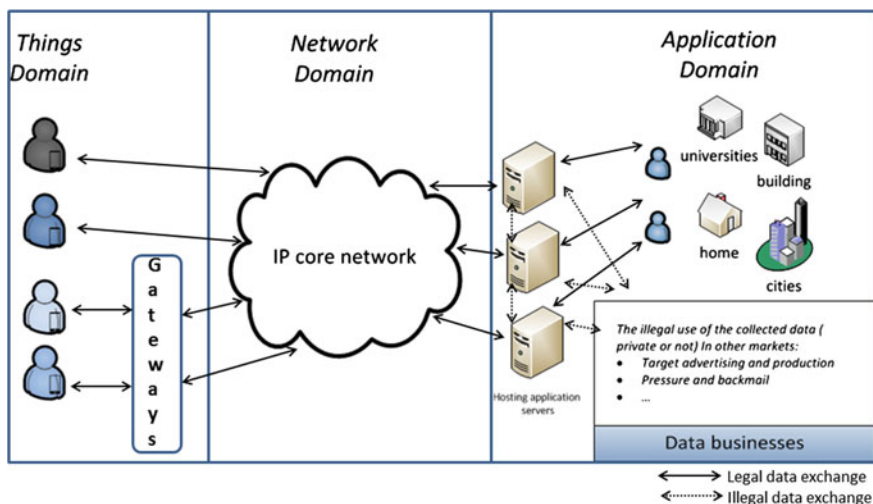 Things
Domain
Network
Domain
Application
Domain
universities
building
home
cities
IP core network
Gateways
Hosting application
servers
The illegal use of the collected data (
private or not) In other markets:
• Target advertising and production
• Pressure and backmail
• ...
Data businesses
Legal data exchange
Illegal data exchange